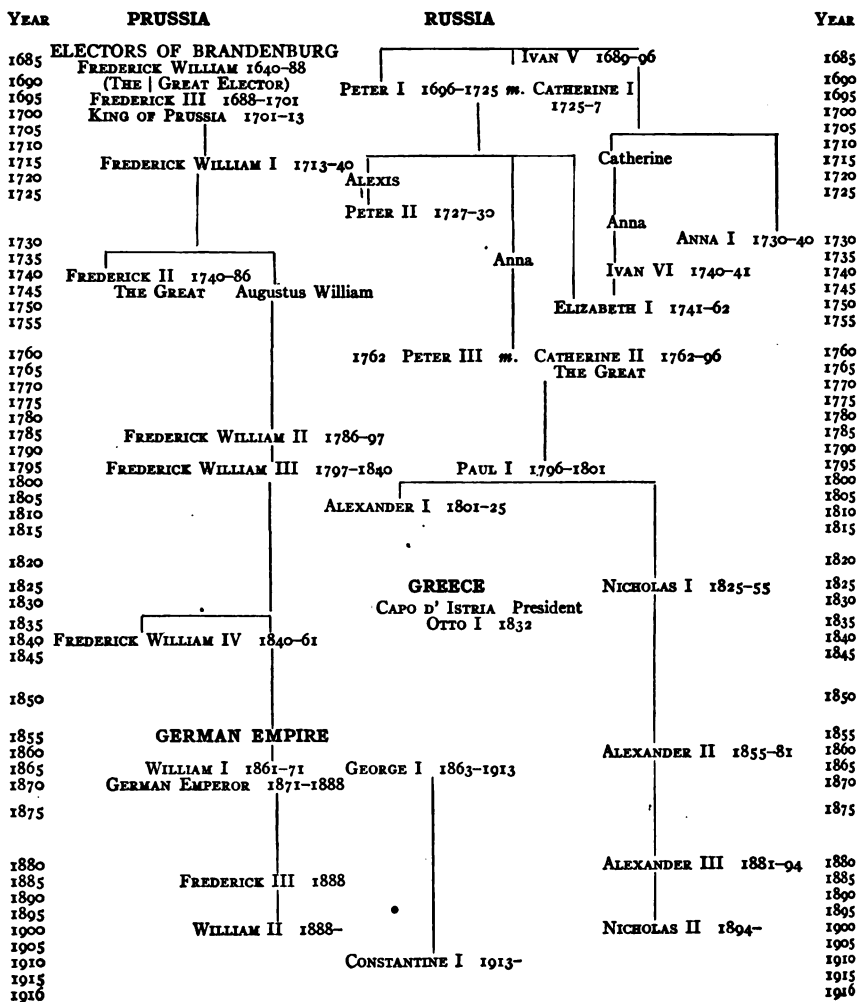 YEAR PRUSSIA RUSSIA YEAR
ELECTORS OF BRANDENBURG
1685 IVAN V 1689-96 1685
FREDERICK WILLIAM 1640-88
1690 (THE GREAT ELECTOR) PETER I 1696-1725 m. CATHERINE I 1690
1695 FREDERICK III 1688-1701 1725-7 1695
1700 KING OF PRUSSIA 1701-13 1700
1705 1705
1710 1710
1715 FREDERICK WILLIAM I 1713-40 Catherine 1715
1720 ALEXIS 1720
1725 1725
PETER II 1727-30
Anna
1730 ANNA I 1730-40 1730
1735 Anna 1735
1740 FREDERICK II 1740-86 IVAN VI 1740-41 1740
1745 THE GREAT Augustus William 1745
1750 ELIZABETH I 1741-62 1750
1755 1755
1760 1762 PETER III m. CATHERINE II 1762-96 1760
1765 THE GREAT 1765
1770 1770
1775 1775
1780 1780
1785 FREDERICK WILLIAM II 1786-97 1785
1790 1790
1795 FREDERICK WILLIAM III 1797-1840 PAUL I 1796-1801 1795
1800 1800
1805 ALEXANDER I 1801-25 1805
1810 1810
1815 1815
1820 1820
1825 GREECE NICHOLAS I 1825-55 1825
1830 CAPO D' ISTRIA President 1830
1835 OTTO I 1832 1835
1840 FREDERICK WILLIAM IV 1840-61 1840
1845 1845
1850 1850
1855 GERMAN EMPIRE 1855
1860 ALEXANDER II 1855-81 1860
1865 WILLIAM I 1861-71 GEORGE I 1863-1913 1865
1870 GERMAN EMPEROR 1871-1888 1870
1875 1875
1880 ALEXANDER III 1881-94 1880
1885 FREDERICK III 1888 1885
1890 1890
1895 1895
1900 WILLIAM II 1888- NICHOLAS II 1894- 1900
1905 1905
1910 CONSTANTINE I 1913- 1910
1915 1915
1916 1916